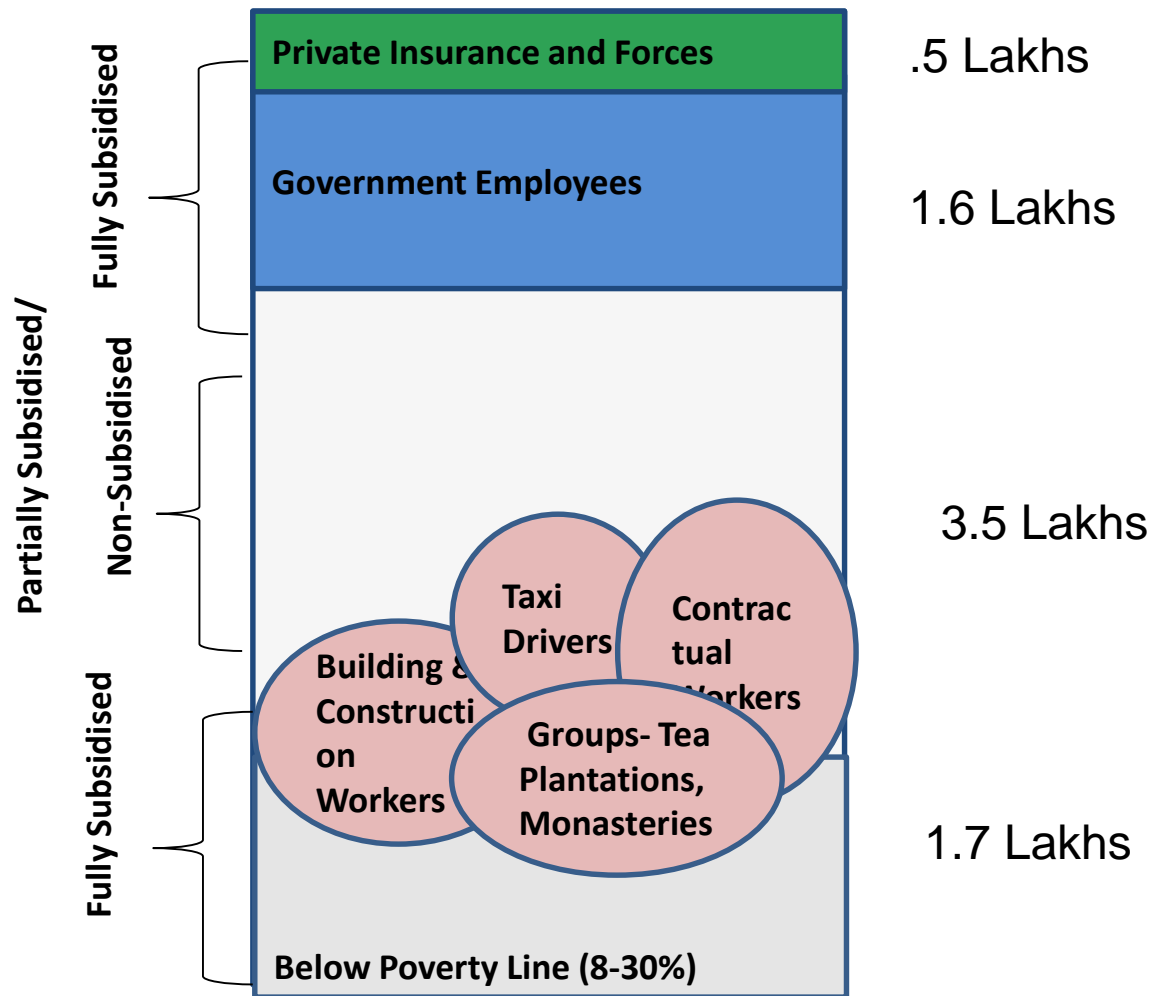 Private Insurance and Forces
.5 Lakhs
Fully Subsidised
Government Employees
1.6 Lakhs
Partially Subsidised/
Non-Subsidised
3.5 Lakhs
Taxi
Drivers
Contrac
tual
Workers
Building &
Constructi
on
Workers
Groups- Tea
Plantations,
Monasteries
Fully Subsidised
1.7 Lakhs
Below Poverty Line (8-30%)